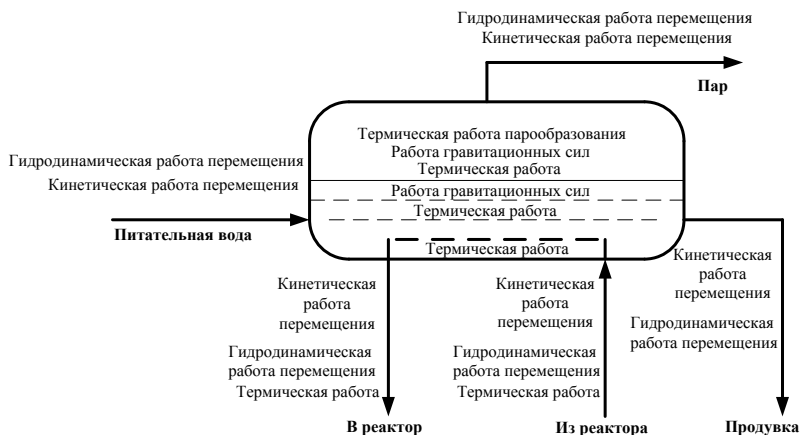 Гидродинамическая работа перемещения
Кинетическая работа перемещения
Пар
Термическая работа парообразования
Работа гравитационных сил
Термическая работа
Гидродинамическая работа перемещения
Кинетическая работа перемещения
Работа гравитационных сил
Термическая работа
Питательная вода
Термическая работа
Кинетическая
работа
перемещения
Гидродинамическая
работа перемещения
Термическая работа
В реактор
Кинетическая
работа
перемещения
Гидродинамическая
работа перемещения
Термическая работа
Из реактора
Кинетическая
работа
перемещения
Гидродинамическая
работа перемещения
Продувка